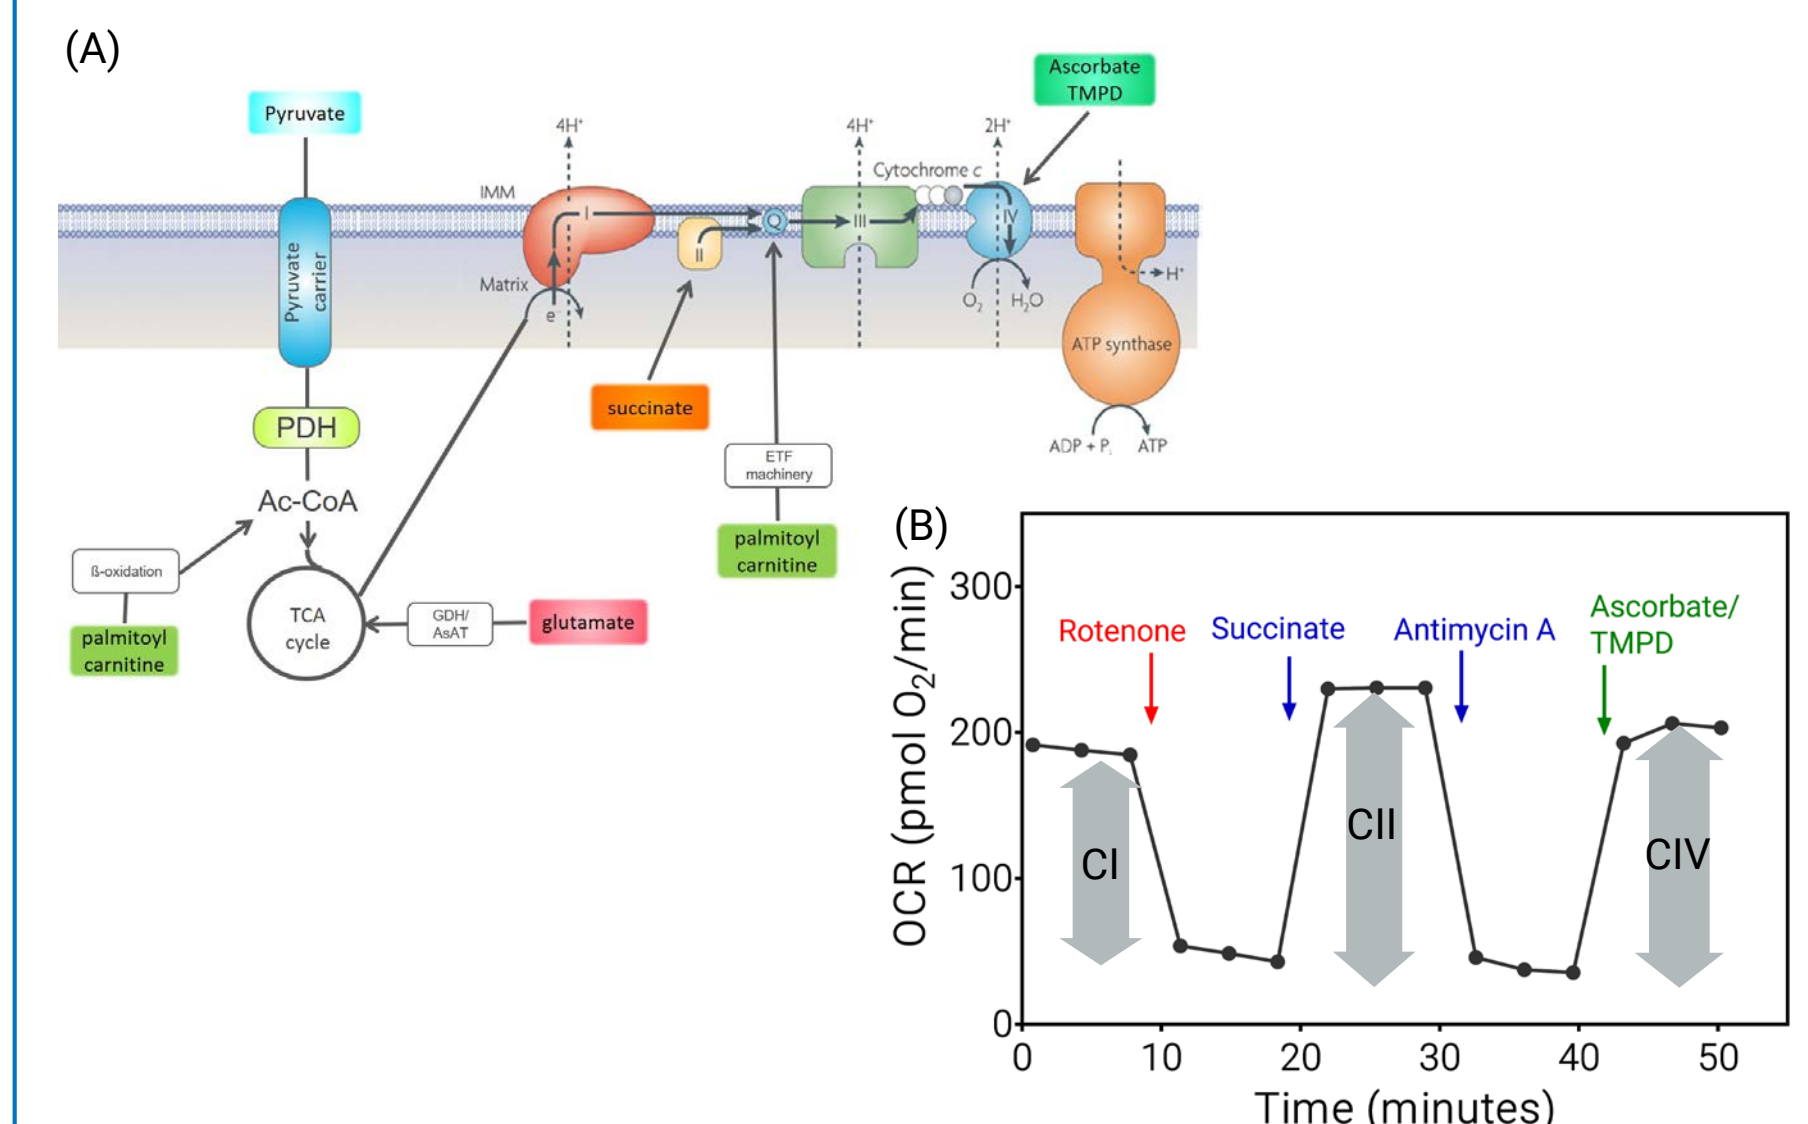 (A)
Pyruvate
Ascorbate
TMPD
4H⁺
4H⁺
2H⁺
Cytochrome c
IMM
I
II
Q
III
IV
Pyruvate
carrier
Matrix
e⁻
O₂
H₂O
H⁺
ATP synthase
ADP + Pᵢ
ATP
succinate
PDH
ETF
machinery
Ac-CoA
palmitoyl
carnitine
ß-oxidation
TCA
cycle
GDH/
AsAT
glutamate
palmitoyl
carnitine
(B)
OCR (pmol O₂/min)
300
200
100
0
Rotenone
Succinate
Antimycin A
Ascorbate/
TMPD
CI
CII
CIV
0
10
20
30
40
50
Time (minutes)